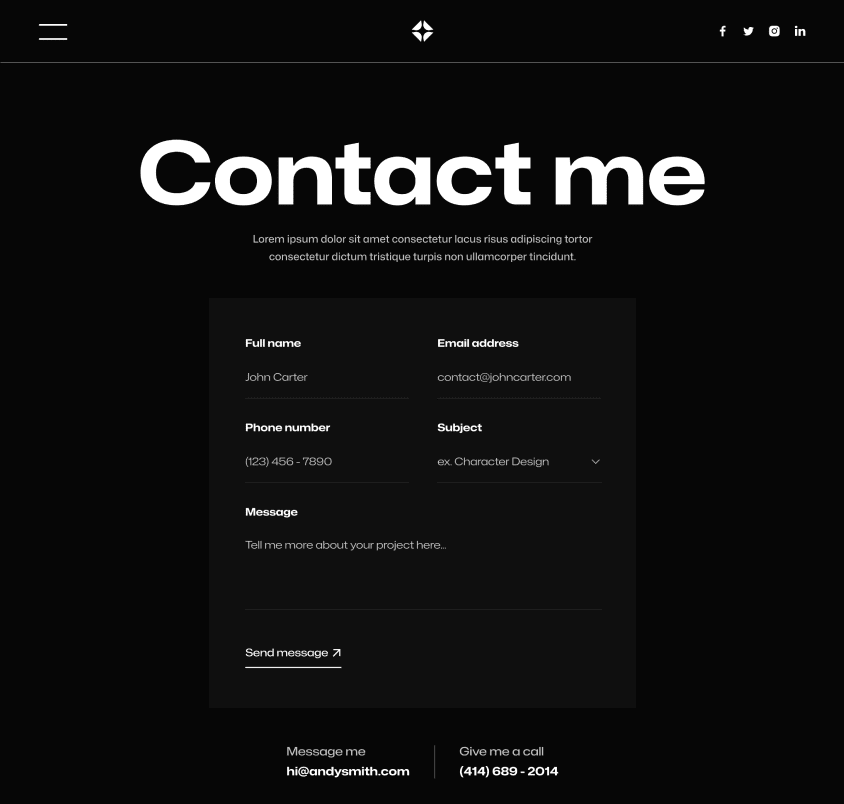 Contact me
Lorem ipsum dolor sit amet consectetur lacus risus adipiscing tortor
consectetur dictum tristique turpis non ullamcorper tincidunt.
Full name
Email address
John Carter
contact@johncarter.com
Phone number
Subject
(123) 456 - 7890
ex. Character Design
Message
Tell me more about your project here...
Send message
Message me
hi@andysmith.com
Give me a call
(414) 689 - 2014